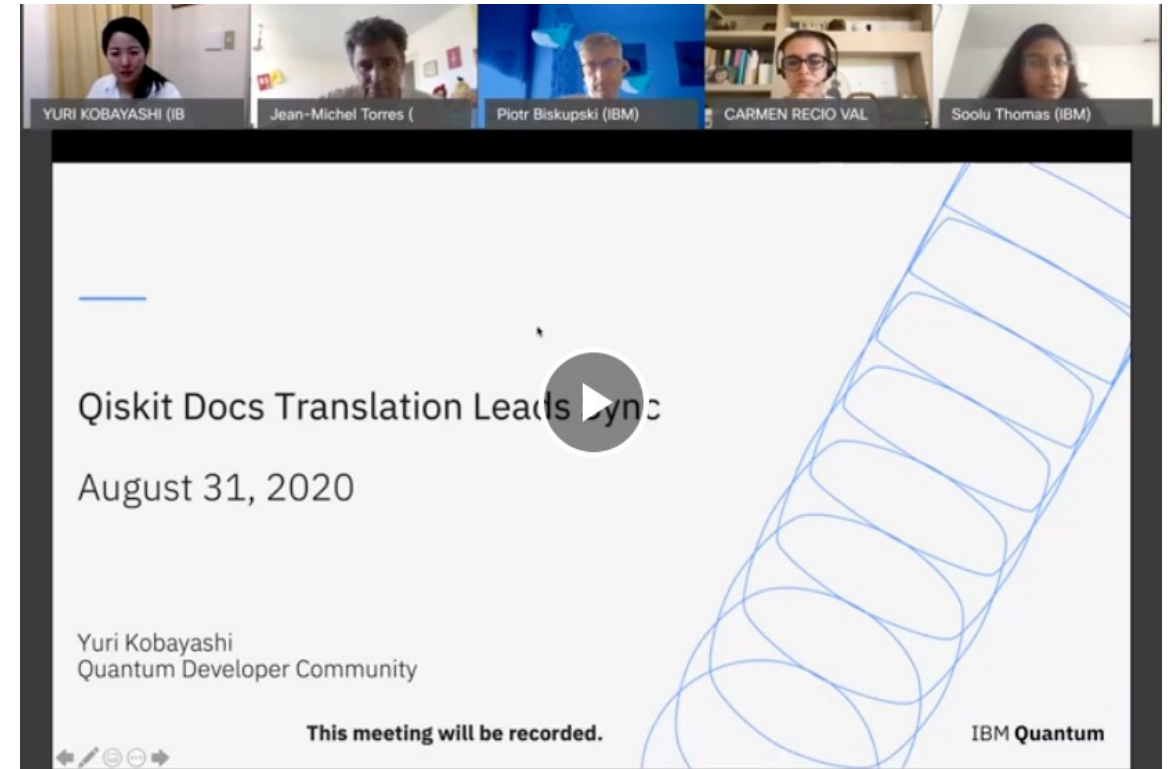 YURI KOBAYASHI (IB
Jean-Michel Torres (
Piotr Biskupski (IBM)
CARMEN RECIO VAL
Soolu Thomas (IBM)
Qiskit Docs Translation Leads Sync
August 31, 2020
Yuri Kobayashi
Quantum Developer Community
This meeting will be recorded.
IBM Quantum